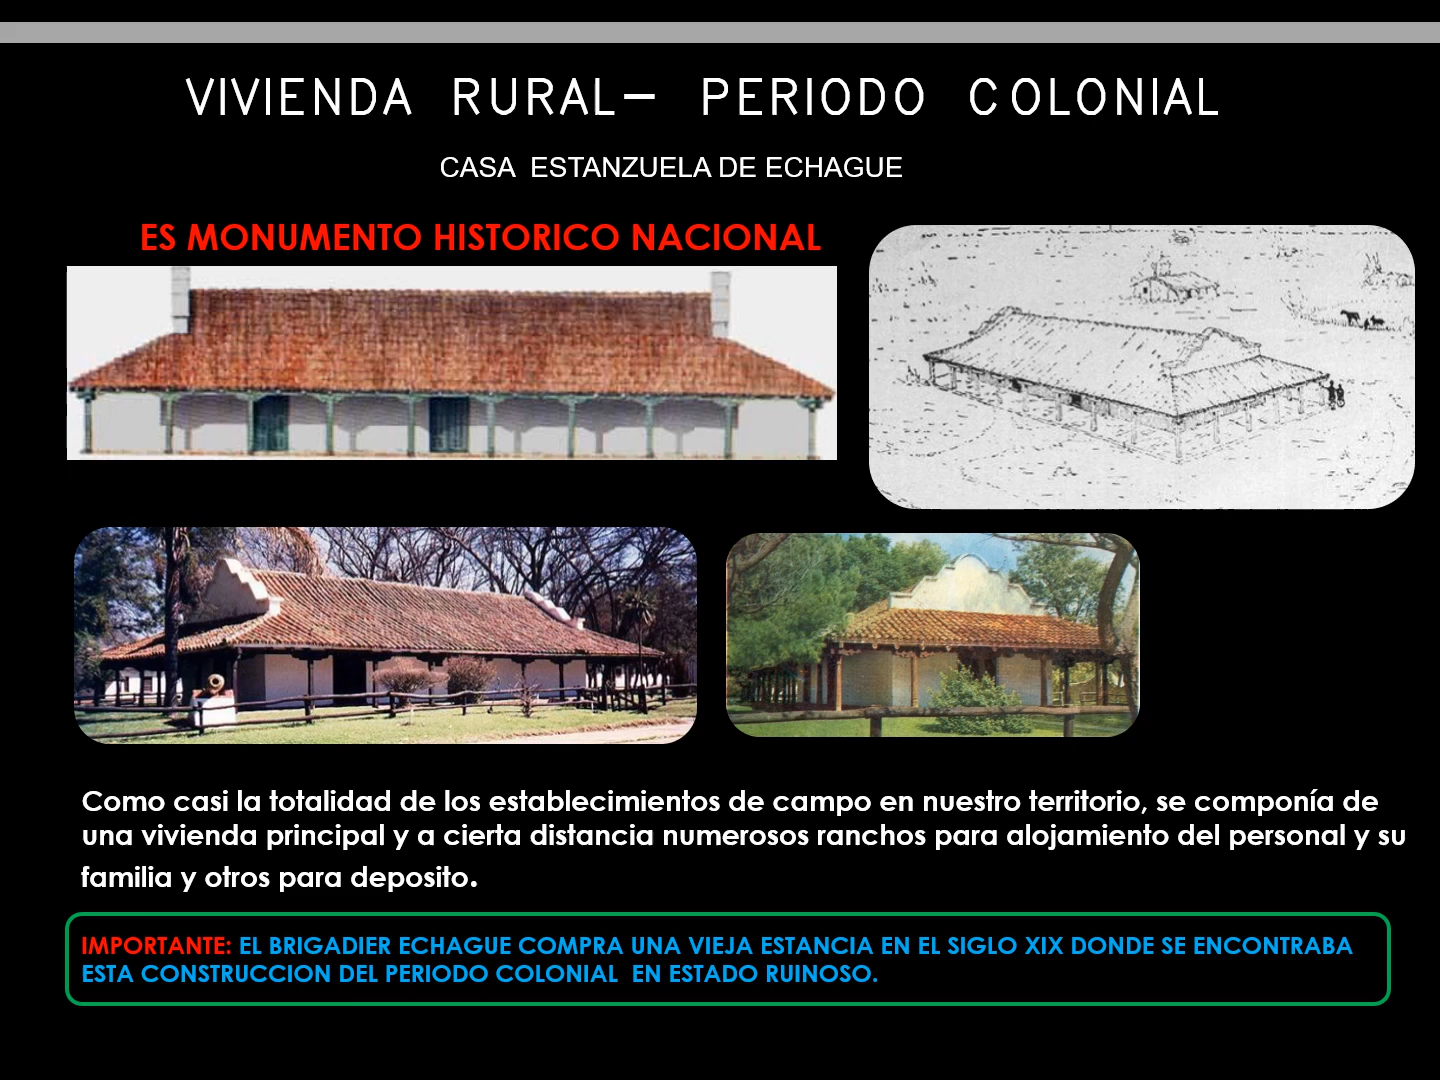 VIVIENDA RURAL– PERIODO COLONIAL
CASA ESTANZUELA DE ECHAGUE
ES MONUMENTO HISTORICO NACIONAL
Como casi la totalidad de los establecimientos de campo en nuestro territorio, se componía de
una vivienda principal y a cierta distancia numerosos ranchos para alojamiento del personal y su
familia y otros para deposito.
IMPORTANTE: EL BRIGADIER ECHAGUE COMPRA UNA VIEJA ESTANCIA EN EL SIGLO XIX DONDE SE ENCONTRABA
ESTA CONSTRUCCION DEL PERIODO COLONIAL EN ESTADO RUINOSO.